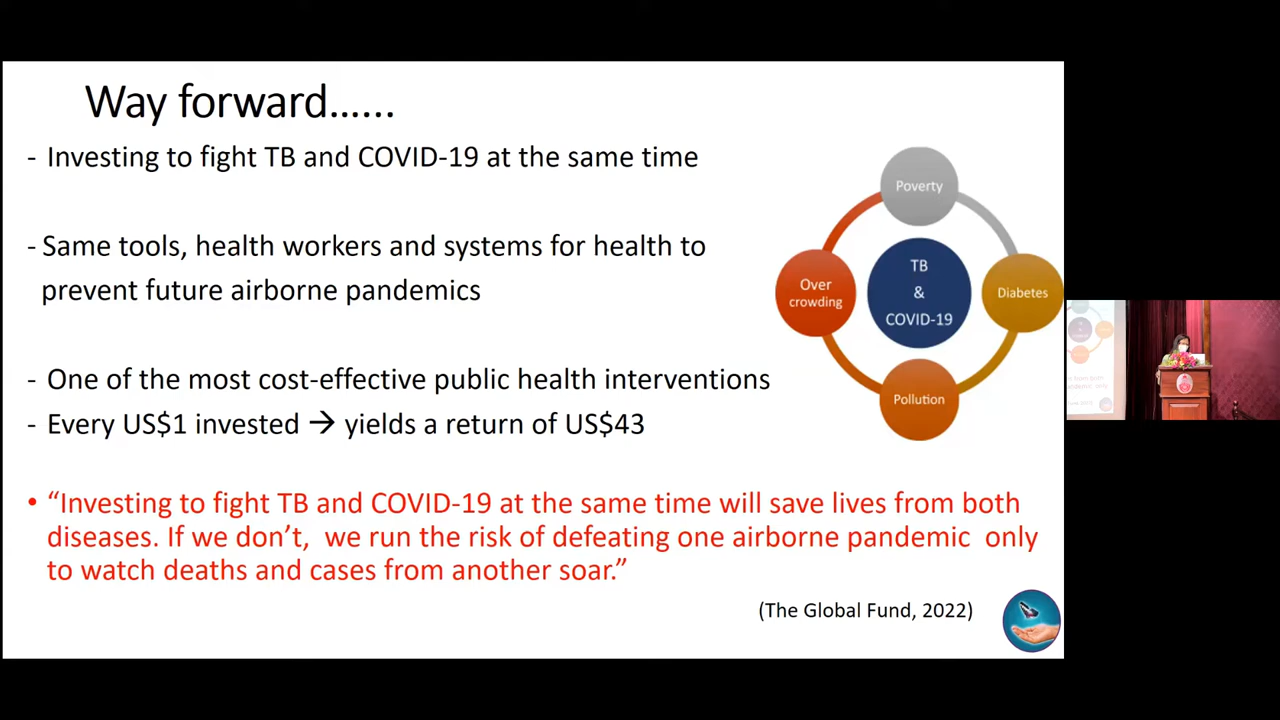 Way forward......
- Investing to fight TB and COVID-19 at the same time
- Same tools, health workers and systems for health to
prevent future airborne pandemics
- One of the most cost-effective public health interventions
- Every US$1 invested → yields a return of US$43
• “Investing to fight TB and COVID-19 at the same time will save lives from both
diseases. If we don’t, we run the risk of defeating one airborne pandemic only
to watch deaths and cases from another soar.”
(The Global Fund, 2022)
Poverty
Over
crowding
TB
&
COVID-19
Diabetes
Pollution